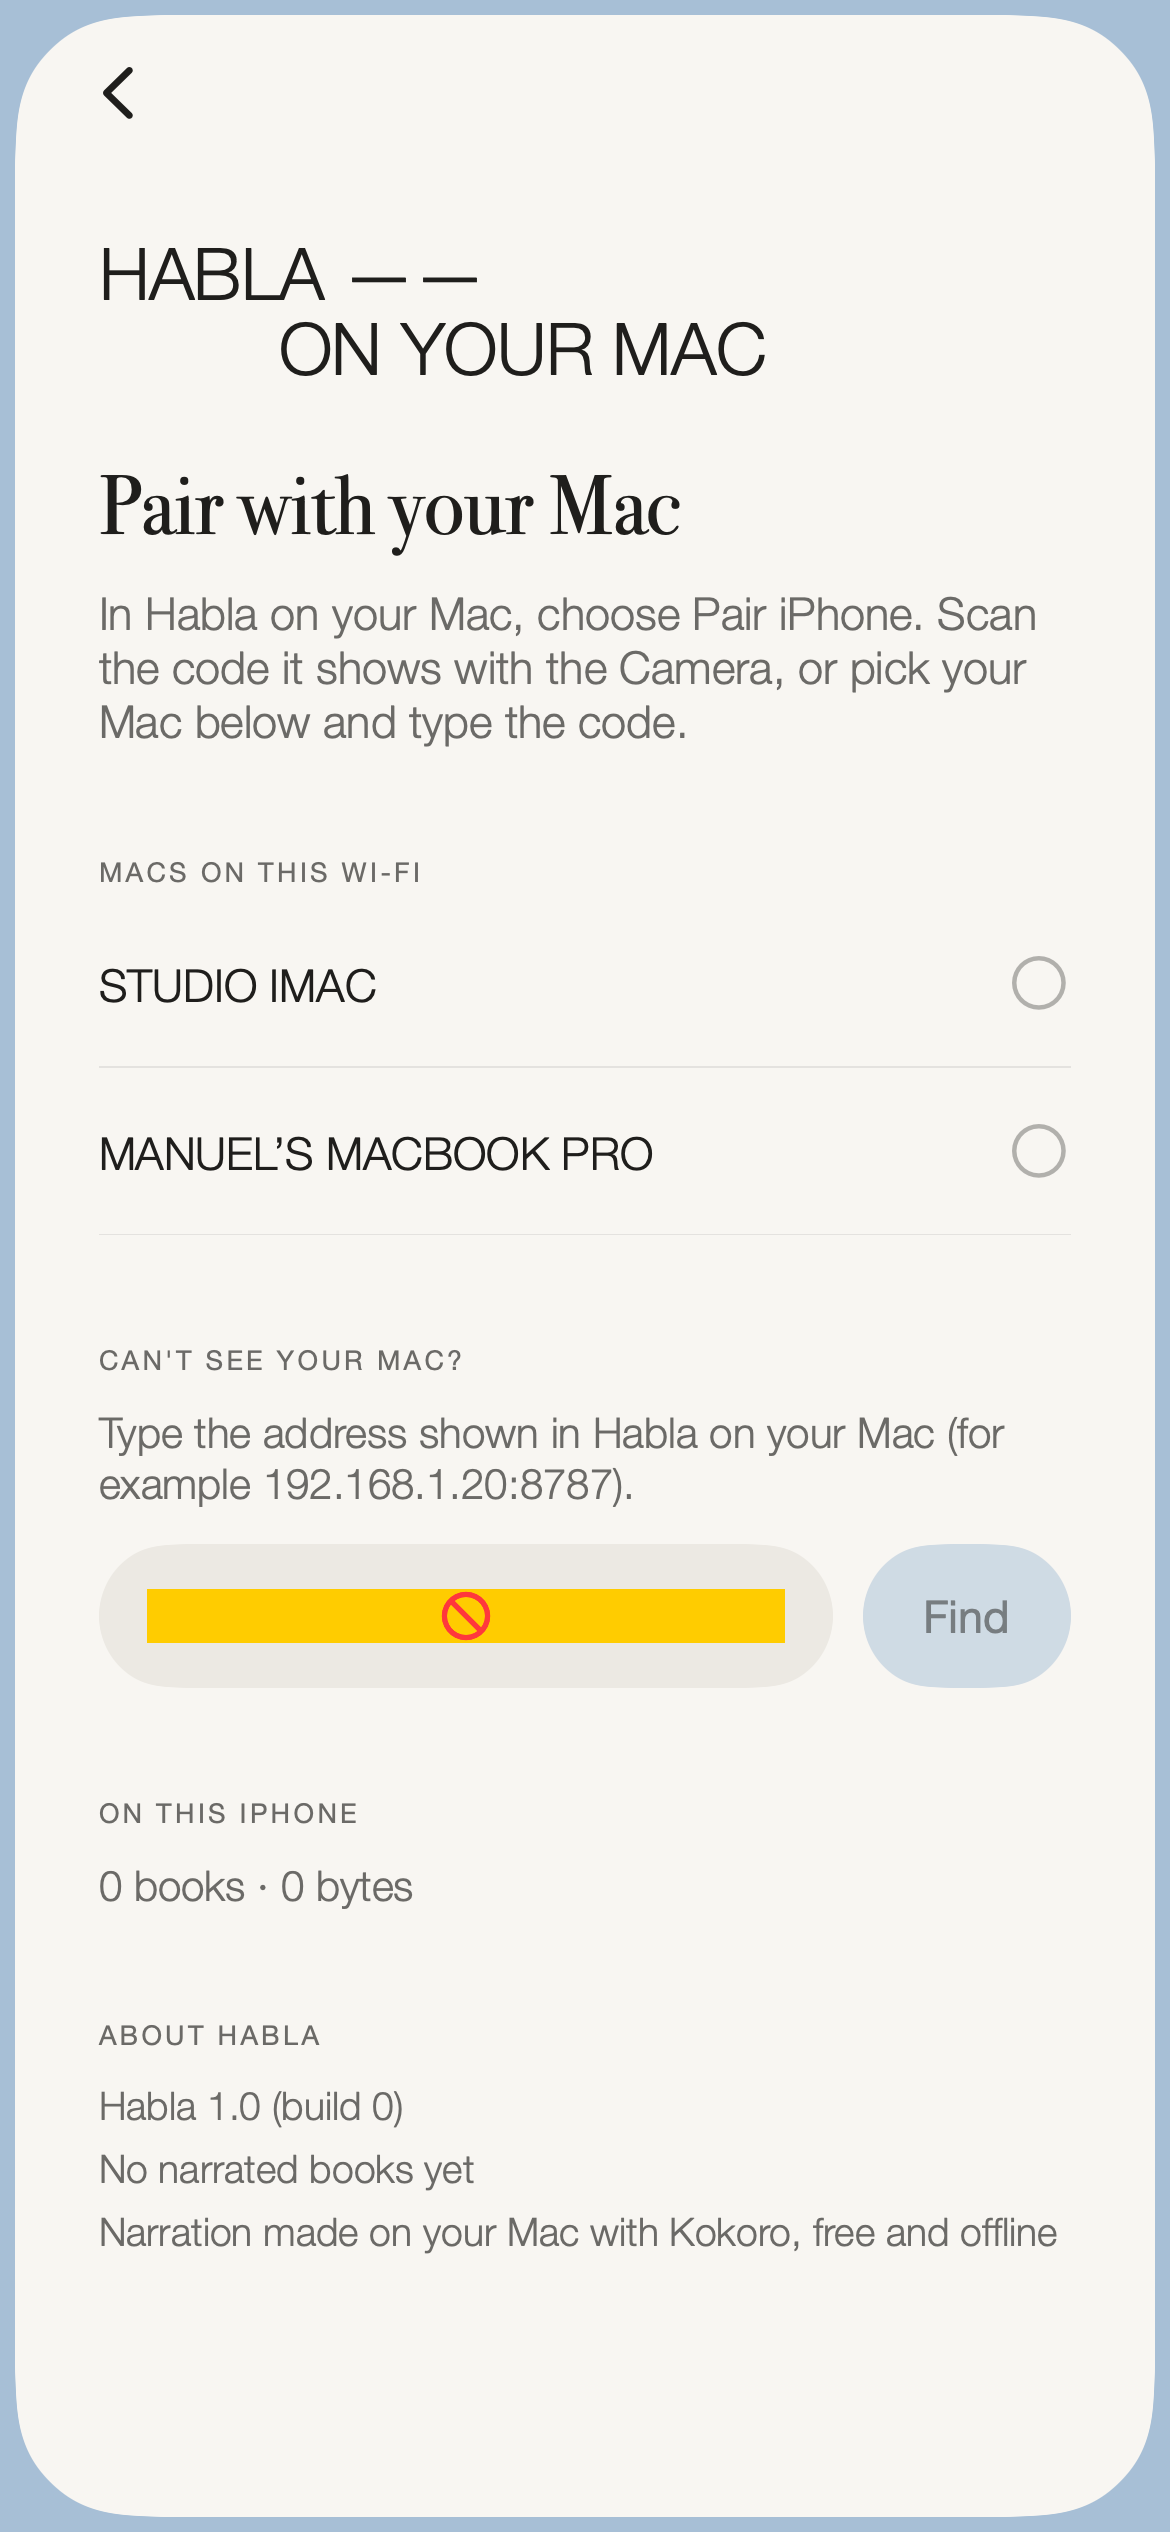 HABLA — —
ON YOUR MAC
Pair with your Mac
In Habla on your Mac, choose Pair iPhone. Scan
the code it shows with the Camera, or pick your
Mac below and type the code.
MACS ON THIS WI-FI
STUDIO IMAC
MANUEL’S MACBOOK PRO
CAN'T SEE YOUR MAC?
Type the address shown in Habla on your Mac (for
example 192.168.1.20:8787).
Find
ON THIS IPHONE
0 books · 0 bytes
ABOUT HABLA
Habla 1.0 (build 0)
No narrated books yet
Narration made on your Mac with Kokoro, free and offline